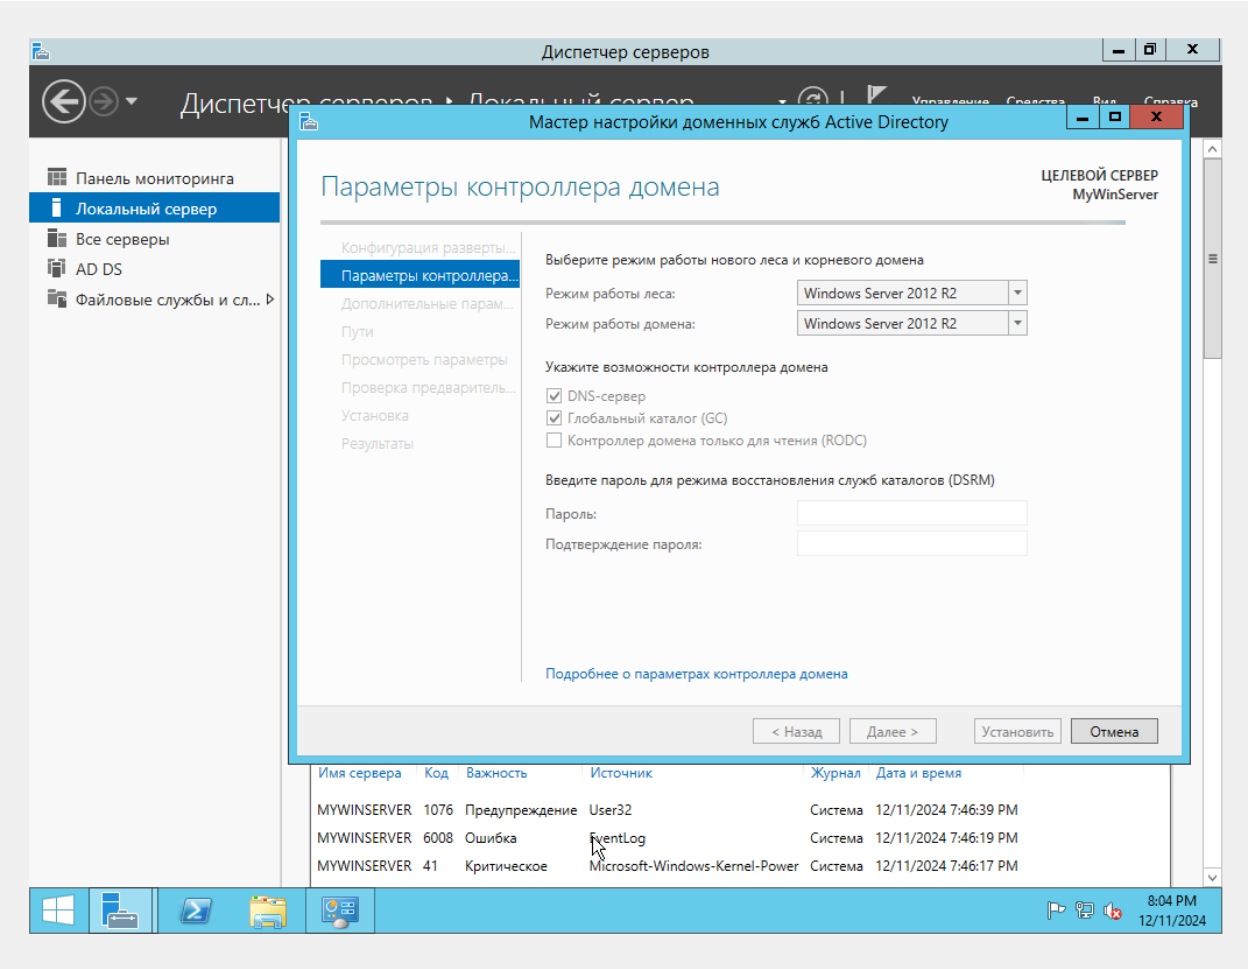 Диспетчер серверов
Диспетчер серверов ‣ Локальный сервер
Управление Средства Вид Справка
Мастер настройки доменных служб Active Directory
Панель мониторинга
Локальный сервер
Все серверы
AD DS
Файловые службы и сл...
Параметры контроллера домена
ЦЕЛЕВОЙ СЕРВЕР
MyWinServer
Конфигурация разверты...
Параметры контроллера...
Дополнительные парам...
Пути
Просмотреть параметры
Проверка предваритель...
Установка
Результаты
Выберите режим работы нового леса и корневого домена
Режим работы леса: Windows Server 2012 R2
Режим работы домена: Windows Server 2012 R2
Укажите возможности контроллера домена
DNS-сервер
Глобальный каталог (GC)
Контроллер домена только для чтения (RODC)
Введите пароль для режима восстановления служб каталогов (DSRM)
Пароль:
Подтверждение пароля:
Подробнее о параметрах контроллера домена
< Назад Далее > Установить Отмена
Имя сервера Код Важность Источник Журнал Дата и время
MYWINSERVER 1076 Предупреждение User32 Система 12/11/2024 7:46:39 PM
MYWINSERVER 6008 Ошибка EventLog Система 12/11/2024 7:46:19 PM
MYWINSERVER 41 Критическое Microsoft-Windows-Kernel-Power Система 12/11/2024 7:46:17 PM
8:04 PM
12/11/2024